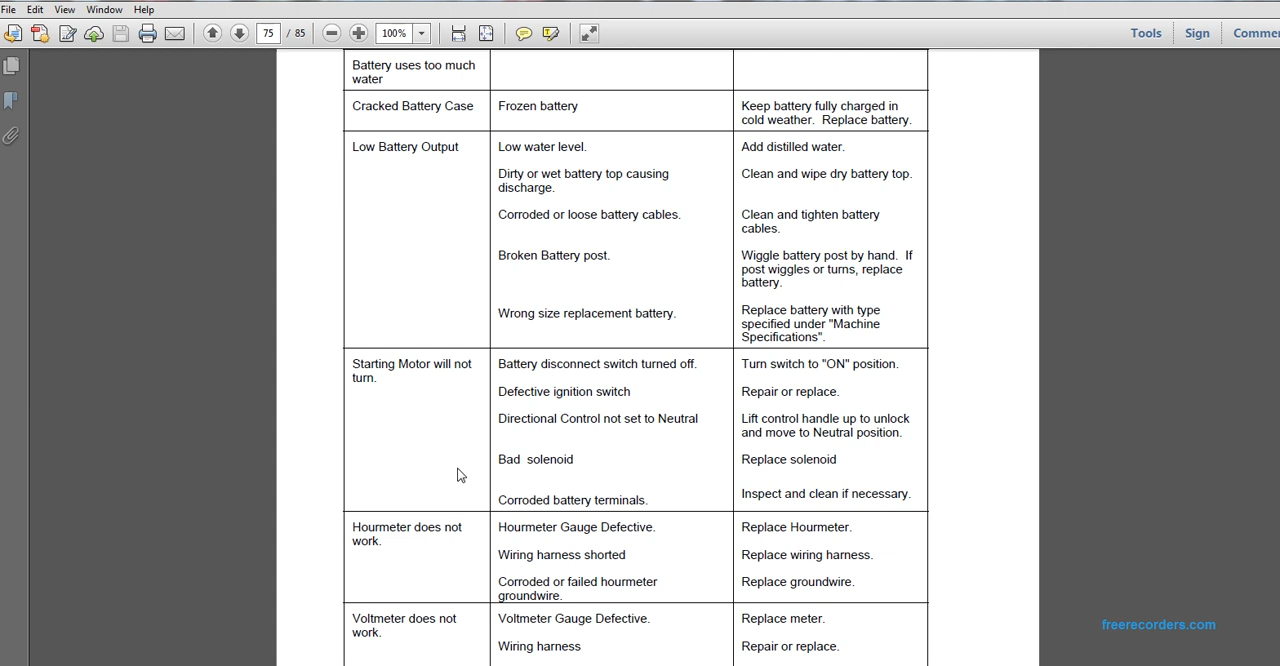 File Edit View Window Help
75 / 85 100% Tools Sign Commer
Battery uses too much
water
Cracked Battery Case Frozen battery Keep battery fully charged in
cold weather. Replace battery.
Low Battery Output Low water level. Add distilled water.
Dirty or wet battery top causing Clean and wipe dry battery top.
discharge.
Corroded or loose battery cables. Clean and tighten battery
cables.
Broken Battery post. Wiggle battery post by hand. If
post wiggles or turns, replace
battery.
Wrong size replacement battery. Replace battery with type
specified under "Machine
Specifications".
Starting Motor will not Battery disconnect switch turned off. Turn switch to "ON" position.
turn.
Defective ignition switch Repair or replace.
Directional Control not set to Neutral Lift control handle up to unlock
and move to Neutral position.
Bad solenoid Replace solenoid
Corroded battery terminals. Inspect and clean if necessary.
Hourmeter does not Hourmeter Gauge Defective. Replace Hourmeter.
work.
Wiring harness shorted Replace wiring harness.
Corroded or failed hourmeter Replace groundwire.
groundwire.
Voltmeter does not Voltmeter Gauge Defective. Replace meter.
work.
Wiring harness Repair or replace.
freerecorders.com